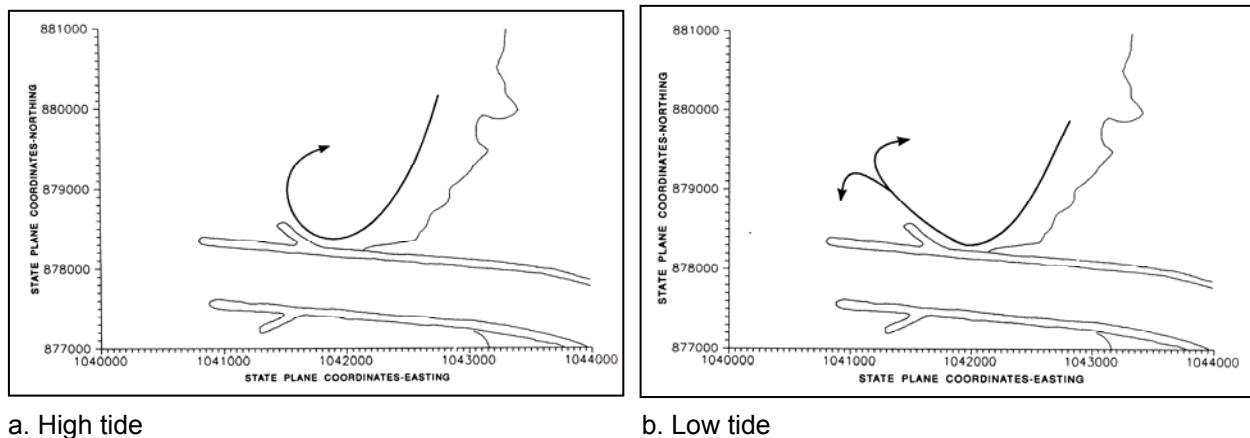 881000
880000
879000
878000
877000
STATE PLANE COORDINATES-NORTHING
1040000 1041000 1042000 1043000 1044000
STATE PLANE COORDINATES-EASTING
a. High tide
881000
880000
879000
878000
877000
STATE PLANE COORDINATES-NORTHING
1040000 1041000 1042000 1043000 1044000
STATE PLANE COORDINATES-EASTING
b. Low tide